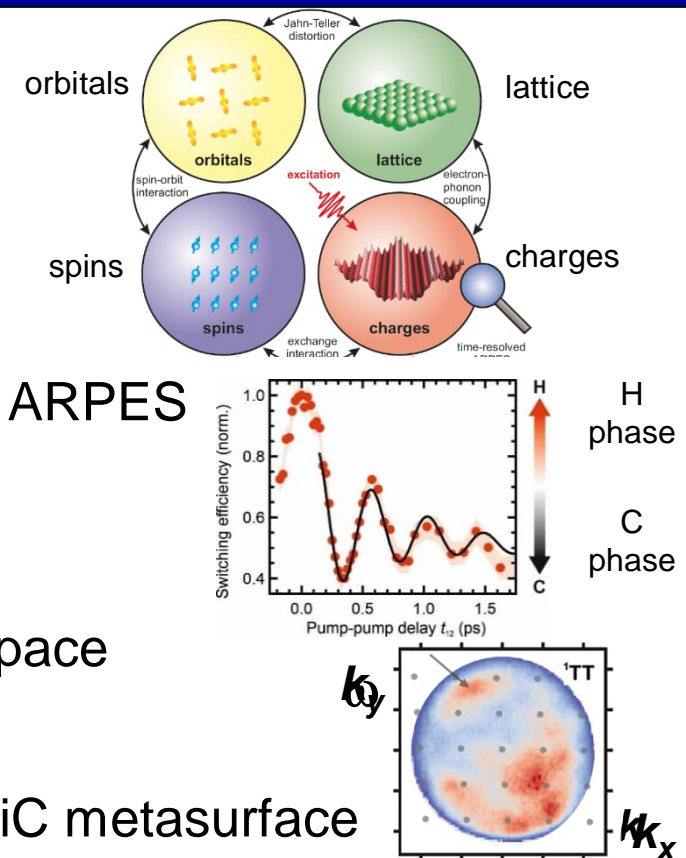 Jahn-Teller
distortion
orbitals
lattice
orbitals
lattice
spin-orbit
interaction
excitation
electron-
phonon
coupling
spins
charges
spins
charges
exchange
interaction
time-resolved
ARPES
H
H
phase
C
phase
C
Switching efficiency (norm.)
1.0
0.8
0.6
0.4
0.0 0.5 1.0 1.5
Pump-pump delay t₁₂ (ps)
pace
¹TT
iC metasurface
kₓ